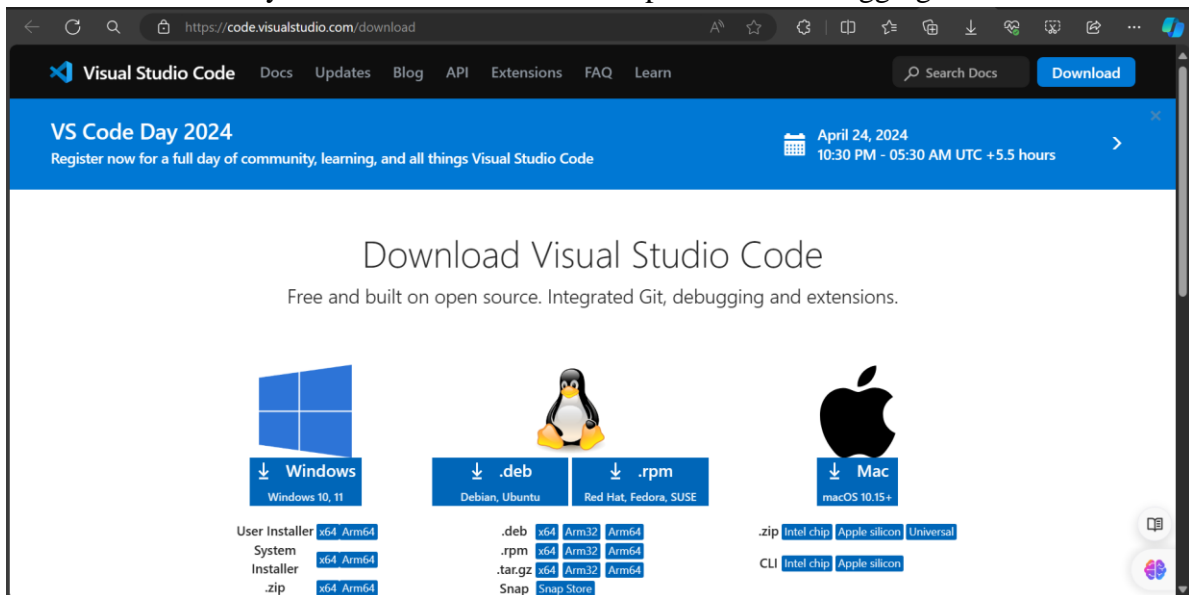 https://code.visualstudio.com/download
Visual Studio Code Docs Updates Blog API Extensions FAQ Learn Search Docs Download
VS Code Day 2024
Register now for a full day of community, learning, and all things Visual Studio Code
April 24, 2024
10:30 PM - 05:30 AM UTC +5.5 hours
Download Visual Studio Code
Free and built on open source. Integrated Git, debugging and extensions.
Windows
Windows 10, 11
User Installer x64 Arm64
System
Installer x64 Arm64
.zip x64 Arm64
.deb
Debian, Ubuntu
.rpm
Red Hat, Fedora, SUSE
.deb x64 Arm32 Arm64
.rpm x64 Arm32 Arm64
.tar.gz x64 Arm32 Arm64
Snap Snap Store
Mac
macOS 10.15+
.zip Intel chip Apple silicon Universal
CLI Intel chip Apple silicon